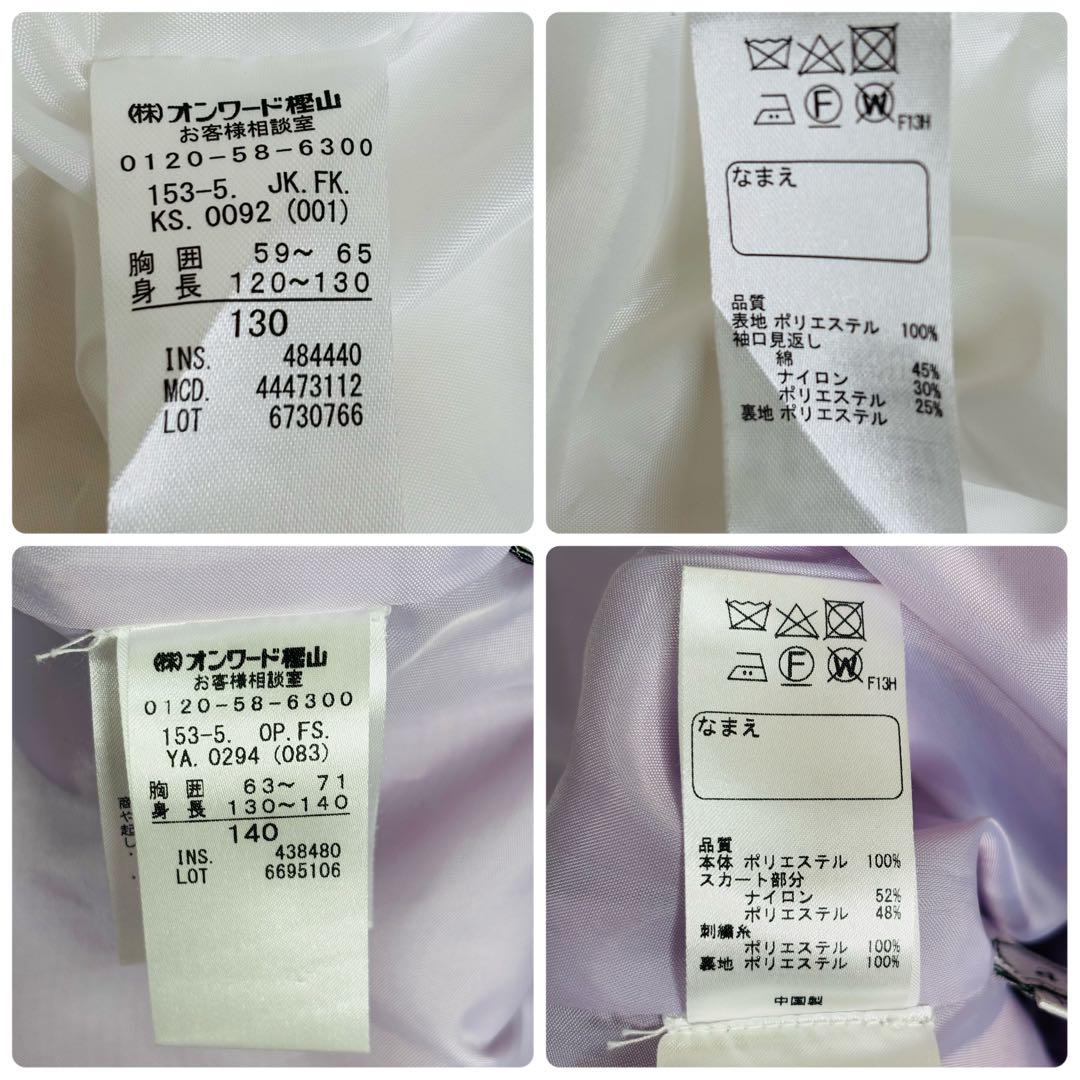 (株)オンワード樫山
お客様相談室
0120-58-6300
153-5. JK. FK.
KS. 0092 (001)
胸 囲 59~ 65
身 長 120~130
130
INS. 484440
MCD. 44473112
LOT 6730766
F
W
F13H
なまえ
品質
表地 ポリエステル 100%
袖口見返し
綿 45%
ナイロン 30%
ポリエステル 25%
裏地 ポリエステル
(株)オンワード樫山
お客様相談室
0120-58-6300
153-5. OP. FS.
YA. 0294 (083)
胸 囲 63~ 71
身 長 130~140
140
INS. 438480
LOT 6695106
F
W
F13H
なまえ
品質
本体 ポリエステル 100%
スカート部分
ナイロン 52%
ポリエステル 48%
刺繍糸
ポリエステル 100%
裏地 ポリエステル 100%
中国製